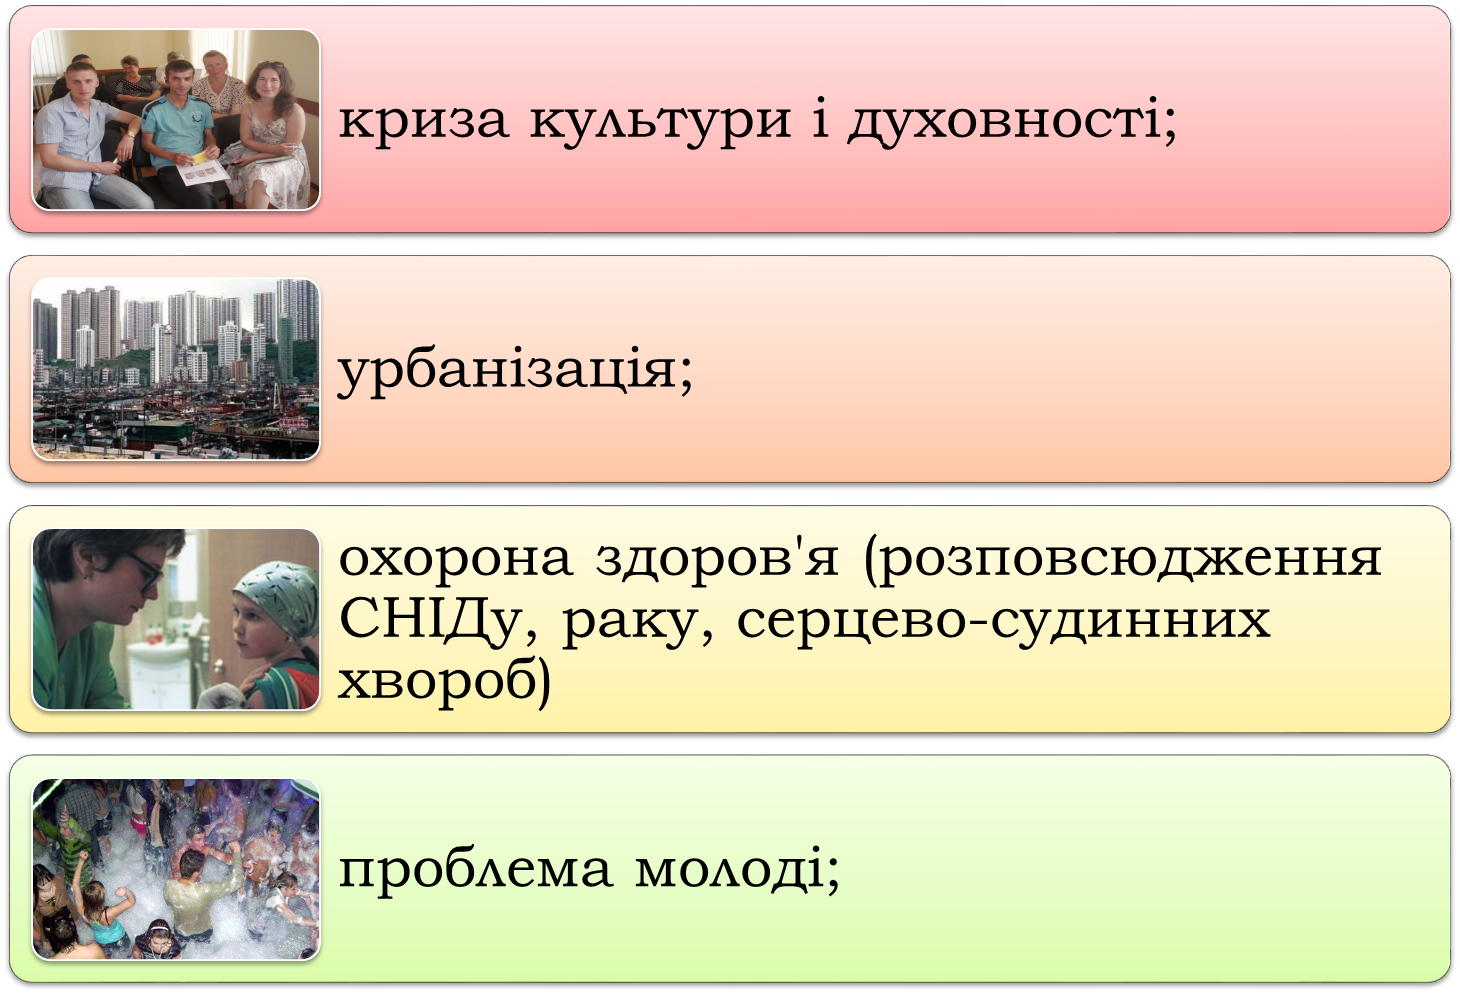 криза культури і духовності;
урбанізація;
охорона здоров'я (розповсюдження
СНІДу, раку, серцево-судинних
хвороб)
проблема молоді;